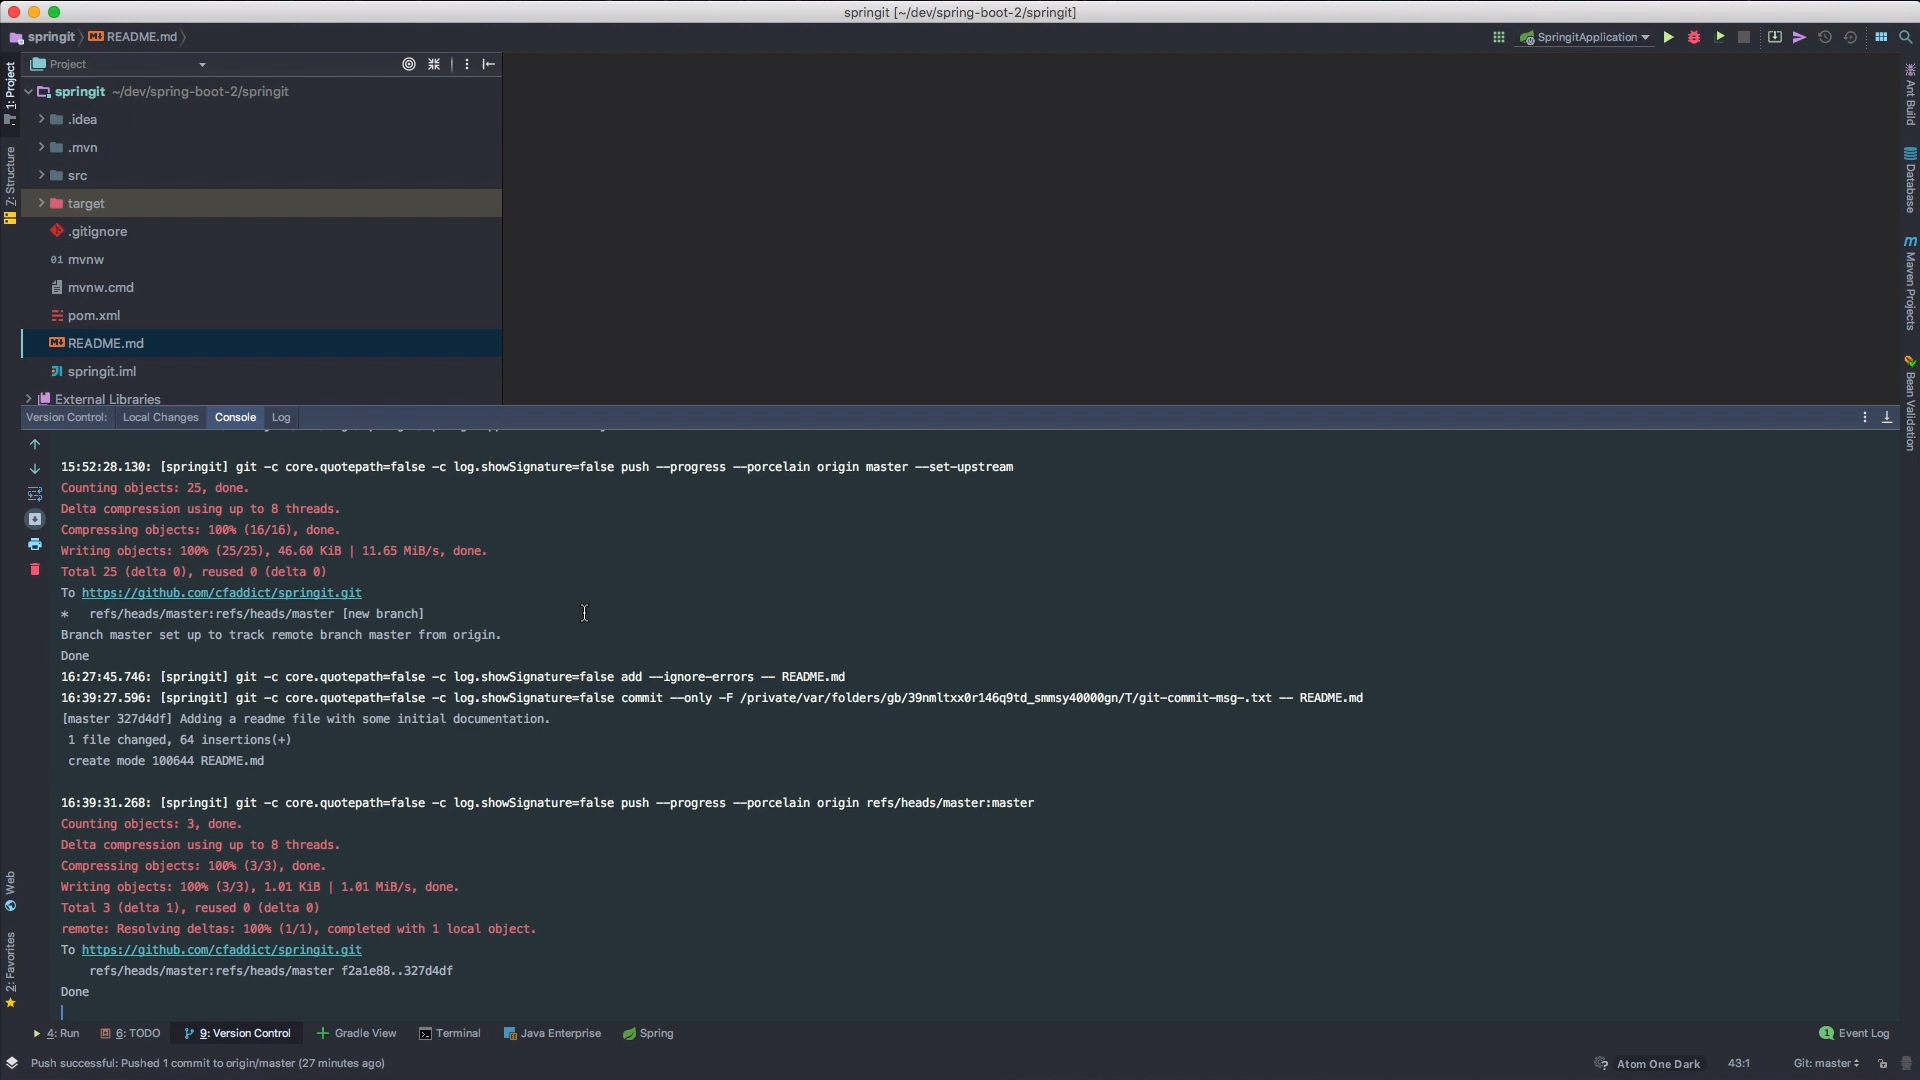 springit [~/dev/spring-boot-2/springit]
springit
README.md
SpringitApplication
Project
springit ~/dev/spring-boot-2/springit
.idea
.mvn
src
target
.gitignore
mvnw
mvnw.cmd
pom.xml
README.md
springit.iml
External Libraries
1: Project
Z: Structure
Web
2: Favorites
Ant Build
Database
Maven Projects
Bean Validation
Version Control: Local Changes Console Log
15:52:28.130: [springit] git -c core.quotepath=false -c log.showSignature=false push --progress --porcelain origin master --set-upstream
Counting objects: 25, done.
Delta compression using up to 8 threads.
Compressing objects: 100% (16/16), done.
Writing objects: 100% (25/25), 46.60 KiB | 11.65 MiB/s, done.
Total 25 (delta 0), reused 0 (delta 0)
To https://github.com/cfaddict/springit.git
* refs/heads/master:refs/heads/master [new branch]
Branch master set up to track remote branch master from origin.
Done
16:27:45.746: [springit] git -c core.quotepath=false -c log.showSignature=false add --ignore-errors -- README.md
16:39:27.596: [springit] git -c core.quotepath=false -c log.showSignature=false commit --only -F /private/var/folders/gb/39nmltxx0r146q9td_smmsy40000gn/T/git-commit-msg-.txt -- README.md
[master 327d4df] Adding a readme file with some initial documentation.
1 file changed, 64 insertions(+)
create mode 100644 README.md
16:39:31.268: [springit] git -c core.quotepath=false -c log.showSignature=false push --progress --porcelain origin refs/heads/master:master
Counting objects: 3, done.
Delta compression using up to 8 threads.
Compressing objects: 100% (3/3), done.
Writing objects: 100% (3/3), 1.01 KiB | 1.01 MiB/s, done.
Total 3 (delta 1), reused 0 (delta 0)
remote: Resolving deltas: 100% (1/1), completed with 1 local object.
To https://github.com/cfaddict/springit.git
refs/heads/master:refs/heads/master f2a1e88..327d4df
Done
4: Run 6: TODO 9: Version Control Gradle View Terminal Java Enterprise Spring 1 Event Log
Push successful: Pushed 1 commit to origin/master (27 minutes ago) Atom One Dark 43:1 Git: master